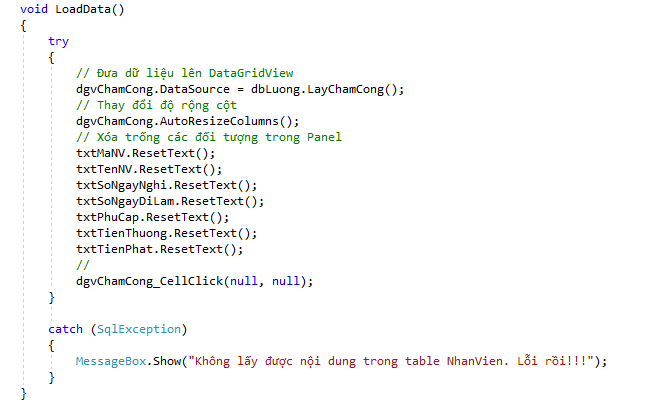 void LoadData()
{
try
{
// Đưa dữ liệu lên DataGridView
dgvChamCong.DataSource = dbLuong.LayChamCong();
// Thay đổi độ rộng cột
dgvChamCong.AutoResizeColumns();
// Xóa trống các đối tượng trong Panel
txtMaNV.ResetText();
txtTenNV.ResetText();
txtSoNgayNghi.ResetText();
txtSoNgayDiLam.ResetText();
txtPhuCap.ResetText();
txtTienThuong.ResetText();
txtTienPhat.ResetText();
//
dgvChamCong_CellClick(null, null);
}
catch (SqlException)
{
MessageBox.Show("Không lấy được nội dung trong table NhanVien. Lỗi rồi!!!");
}
}